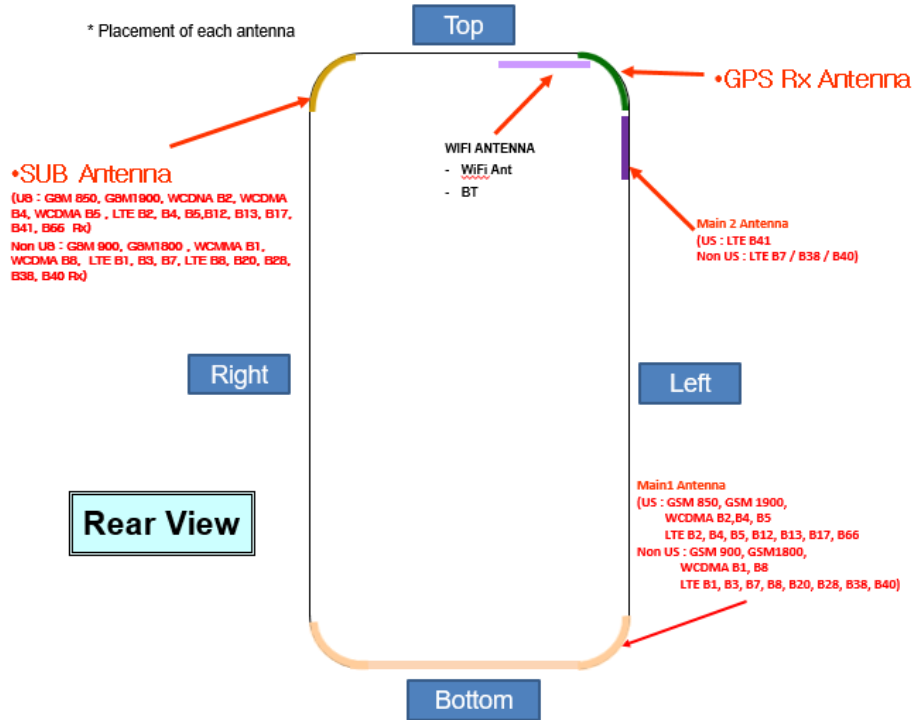 * Placement of each antenna
Top
•GPS Rx Antenna
WIFI ANTENNA
- WiFi Ant
- BT
•SUB Antenna
(US : GSM 850, GSM1900, WCDNA B2, WCDMA
B4, WCDMA B5 , LTE B2, B4, B5,B12, B13, B17,
B41, B66 Rx)
Non US : GSM 900, GSM1800 , WCMMA B1,
WCDMA B8, LTE B1, B3, B7, LTE B8, B20, B28,
B38, B40 Rx)
Main 2 Antenna
(US : LTE B41
Non US : LTE B7 / B38 / B40)
Right
Left
Rear View
Main1 Antenna
(US : GSM 850, GSM 1900,
WCDMA B2,B4, B5
LTE B2, B4, B5, B12, B13, B17, B66
Non US : GSM 900, GSM1800,
WCDMA B1, B8
LTE B1, B3, B7, B8, B20, B28, B38, B40)
Bottom